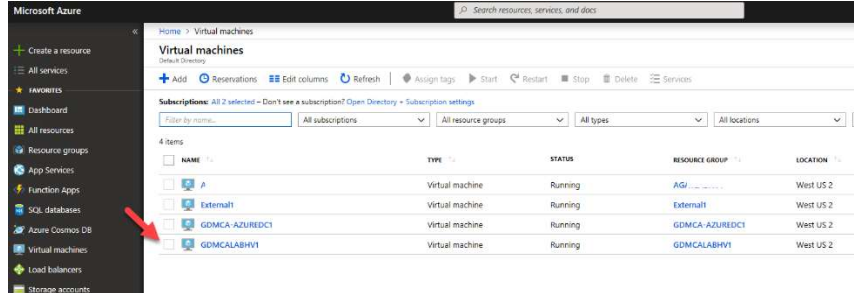 Microsoft Azure
Search resources, services, and docs
«
Home > Virtual machines
Create a resource
All services
FAVORITES
Dashboard
All resources
Resource groups
App Services
Function Apps
SQL databases
Azure Cosmos DB
Virtual machines
Load balancers
Storage accounts
Virtual machines
Default Directory
Add Reservations Edit columns Refresh Assign tags Start Restart Stop Delete Services
Subscriptions: All 2 selected – Don't see a subscription? Open Directory + Subscription settings
Filter by name... All subscriptions All resource groups All types All locations
4 items
NAME TYPE STATUS RESOURCE GROUP LOCATION
Virtual machine Running West US 2
External1 Virtual machine Running External1 West US 2
GDMCA-AZUREDC1 Virtual machine Running GDMCA-AZUREDC1 West US 2
GDMCALABHV1 Virtual machine Running GDMCALABHV1 West US 2